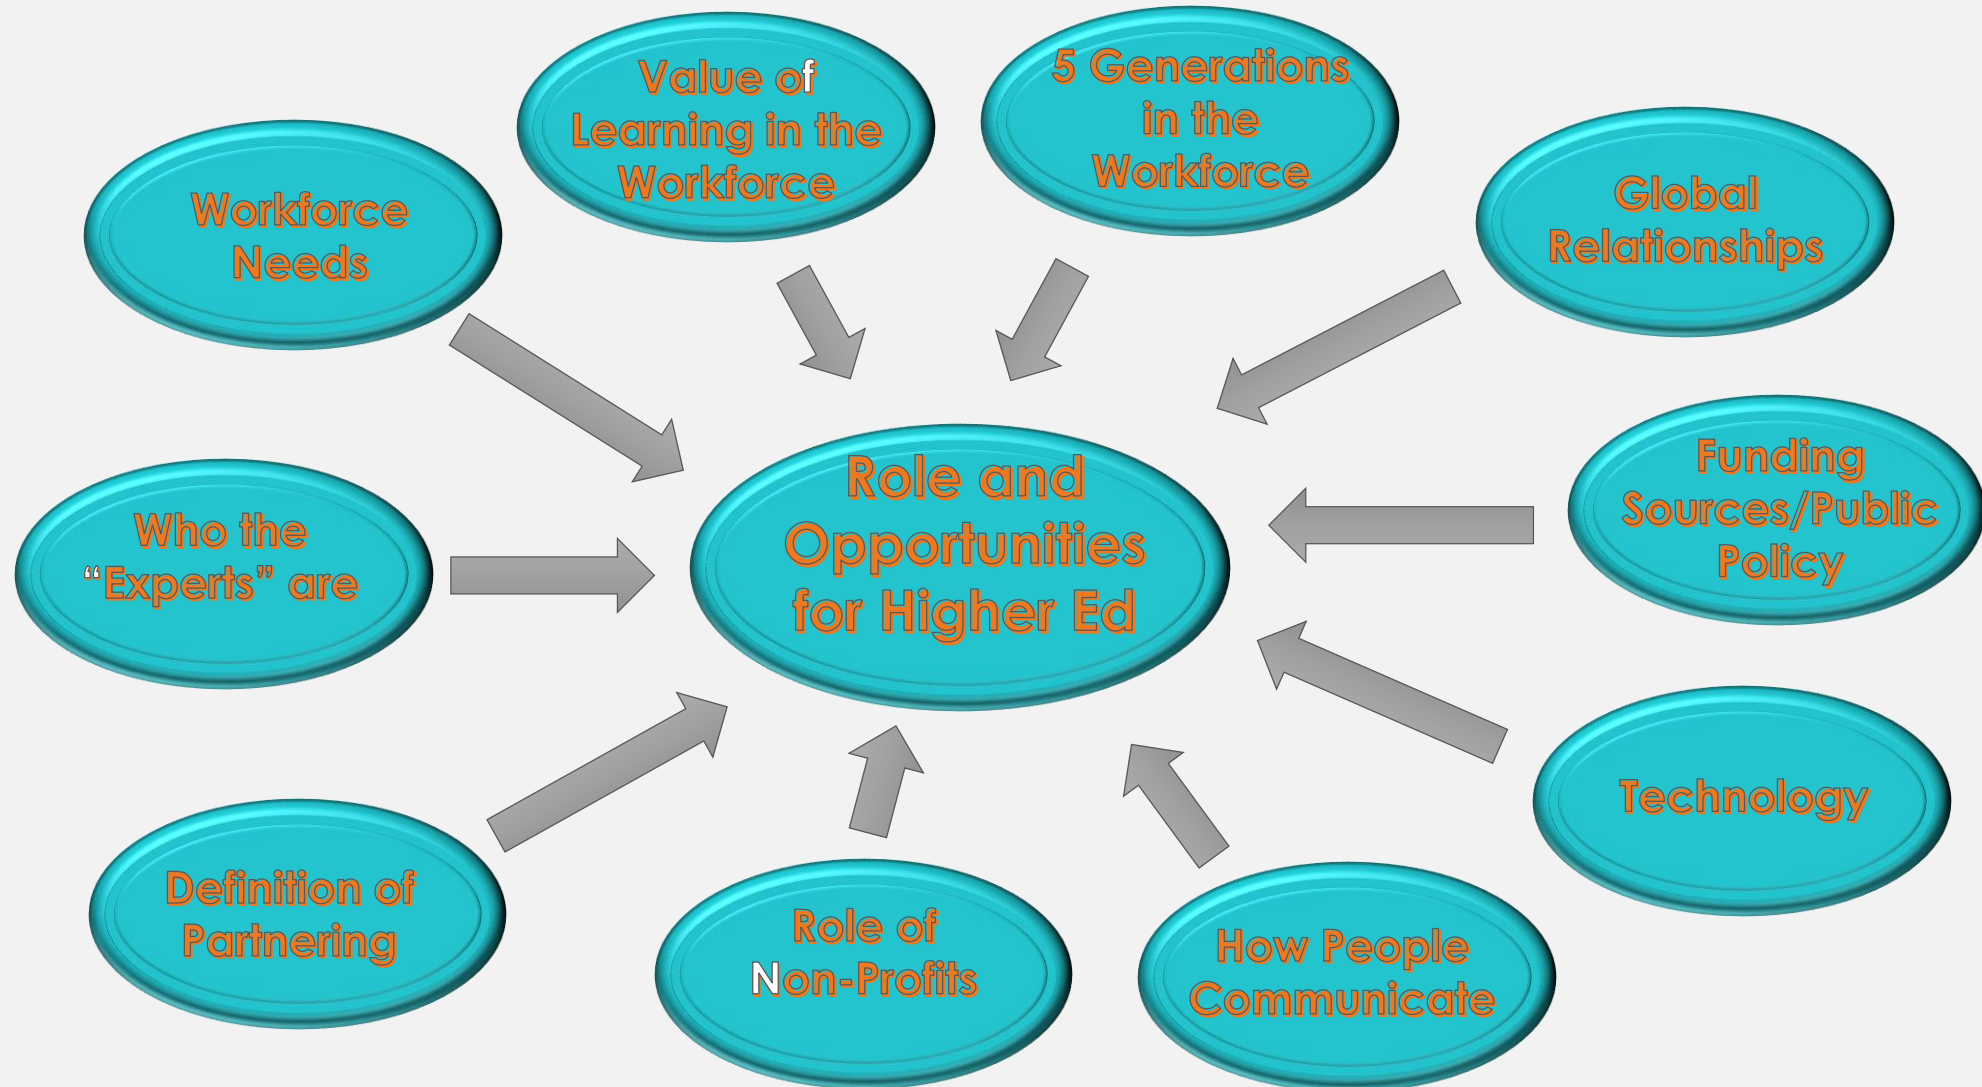 Value of
Learning in the
Workforce
5 Generations
in the
Workforce
Workforce
Needs
Global
Relationships
Who the
“Experts” are
Role and
Opportunities
for Higher Ed
Funding
Sources/Public
Policy
Technology
Definition of
Partnering
Role of
Non-Profits
How People
Communicate